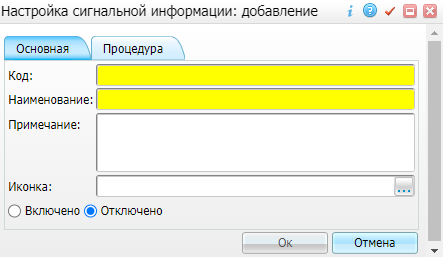 Настройка сигнальной информации: добавление
Основная Процедура
Код:
Наименование:
Примечание:
Иконка: ...
Включено Отключено
Ок Отмена